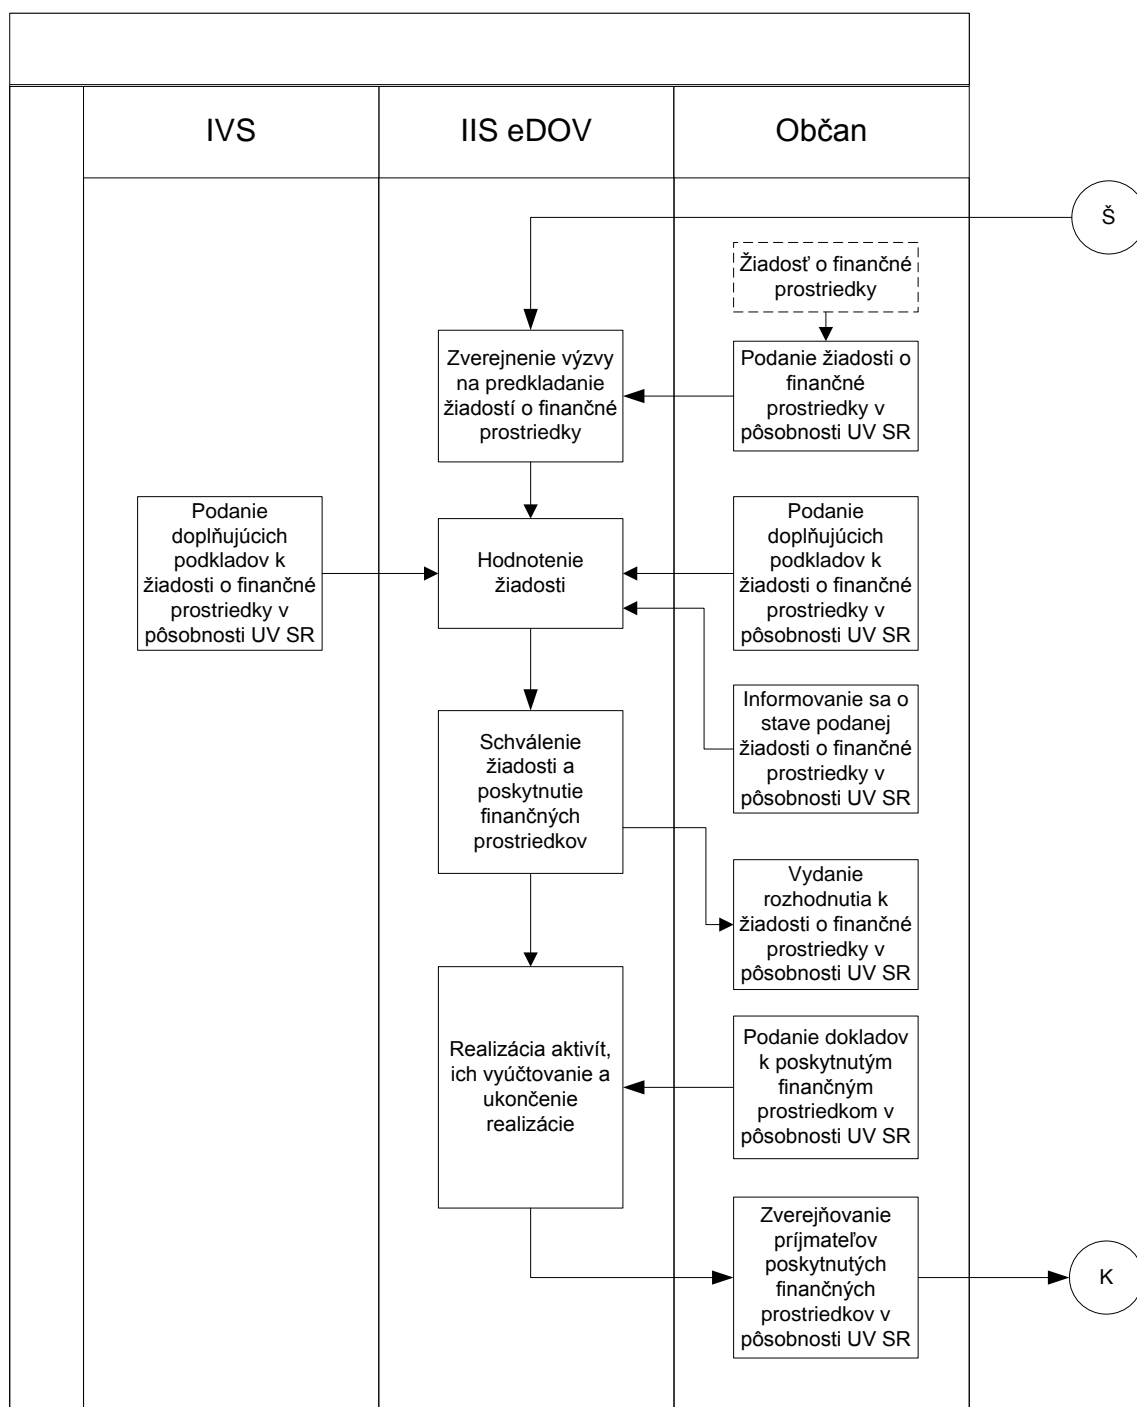 IVS
IIS eDOV
Občan
Š
Žiadosť o finančné
prostriedky
Zverejnenie výzvy
na predkladanie
žiadostí o finančné
prostriedky
Podanie žiadosti o
finančné
prostriedky v
pôsobnosti UV SR
Podanie
doplňujúcich
podkladov k
žiadosti o finančné
prostriedky v
pôsobnosti UV SR
Hodnotenie
žiadosti
Podanie
doplňujúcich
podkladov k
žiadosti o finančné
prostriedky v
pôsobnosti UV SR
Informovanie sa o
stave podanej
žiadosti o finančné
prostriedky v
pôsobnosti UV SR
Schválenie
žiadosti a
poskytnutie
finančných
prostriedkov
Vydanie
rozhodnutia k
žiadosti o finančné
prostriedky v
pôsobnosti UV SR
Realizácia aktivít,
ich vyúčtovanie a
ukončenie
realizácie
Podanie dokladov
k poskytnutým
finančným
prostriedkom v
pôsobnosti UV SR
Zverejňovanie
príjmateľov
poskytnutých
finančných
prostriedkov v
pôsobnosti UV SR
K